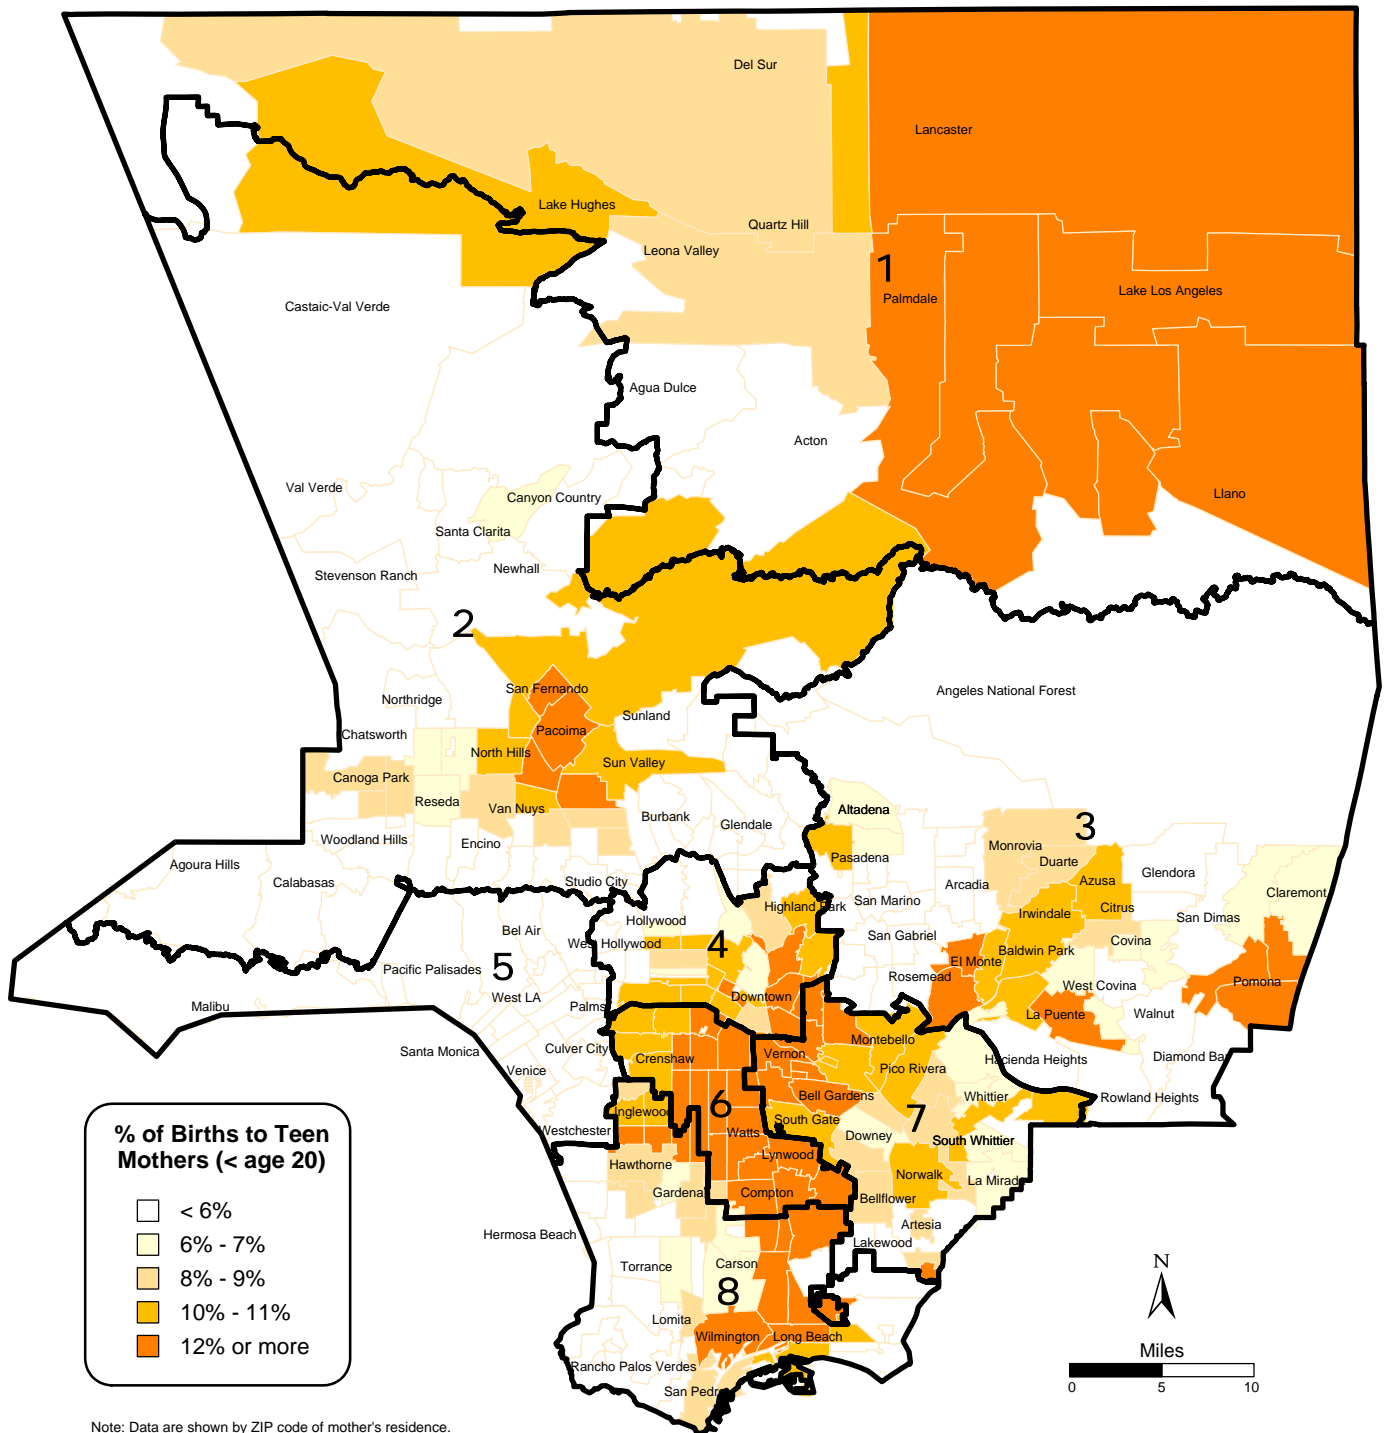 Del Sur
Lancaster
Lake Hughes
Quartz Hill
Leona Valley
1
Palmdale
Lake Los Angeles
Castaic-Val Verde
Agua Dulce
Acton
Val Verde
Canyon Country
Llano
Santa Clarita
Newhall
Stevenson Ranch
2
San Fernando
Angeles National Forest
Northridge
Sunland
Chatsworth
Pacoima
North Hills
Sun Valley
Canoga Park
Reseda
Van Nuys
Altadena
Burbank
Glendale
3
Woodland Hills
Encino
Monrovia
Pasadena
Duarte
Agoura Hills
Glendora
Calabasas
Studio City
Arcadia
Azusa
Claremont
San Marino
Highland Park
Irwindale
Citrus
San Dimas
Hollywood
Bel Air
San Gabriel
West Hollywood
4
Baldwin Park
Covina
5
El Monte
Pacific Palisades
Rosemead
Pomona
West LA
Downtown
West Covina
Malibu
Palms
La Puente
Walnut
Montebello
Santa Monica
Culver City
Crenshaw
Vernon
Hacienda Heights
Diamond Bar
Venice
Pico Rivera
Bell Gardens
Whittier
Rowland Heights
Inglewood
6
South Gate
7
Westchester
Watts
Downey
South Whittier
Lynwood
Hawthorne
Norwalk
La Mirada
Gardena
Compton
Bellflower
Artesia
Hermosa Beach
Lakewood
Torrance
Carson
8
Lomita
Wilmington
Long Beach
Rancho Palos Verdes
San Pedro
% of Births to Teen
Mothers (< age 20)
< 6%
6% - 7%
8% - 9%
10% - 11%
12% or more
N
Miles
0 5 10
Note: Data are shown by ZIP code of mother's residence.